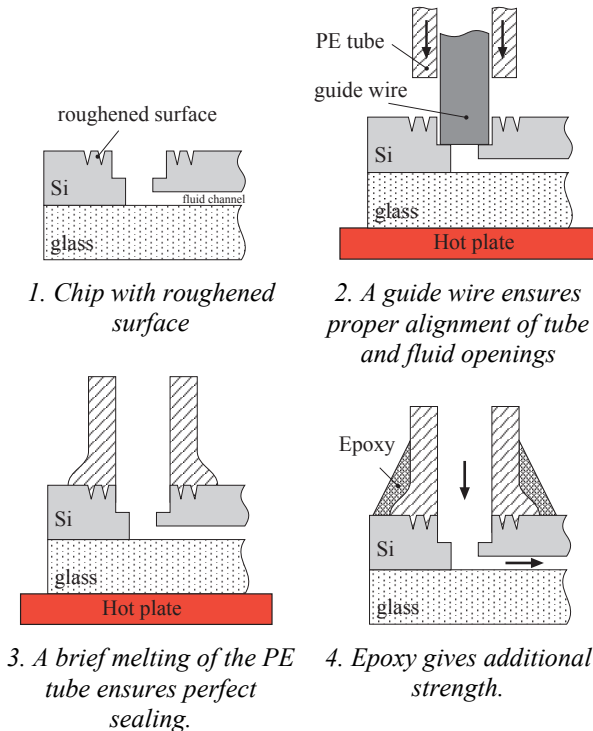 roughened surface
Si
fluid channel
glass
1. Chip with roughened
surface
PE tube
guide wire
Si
glass
Hot plate
2. A guide wire ensures
proper alignment of tube
and fluid openings
Si
glass
Hot plate
3. A brief melting of the PE
tube ensures perfect
sealing.
Epoxy
Si
glass
4. Epoxy gives additional
strength.